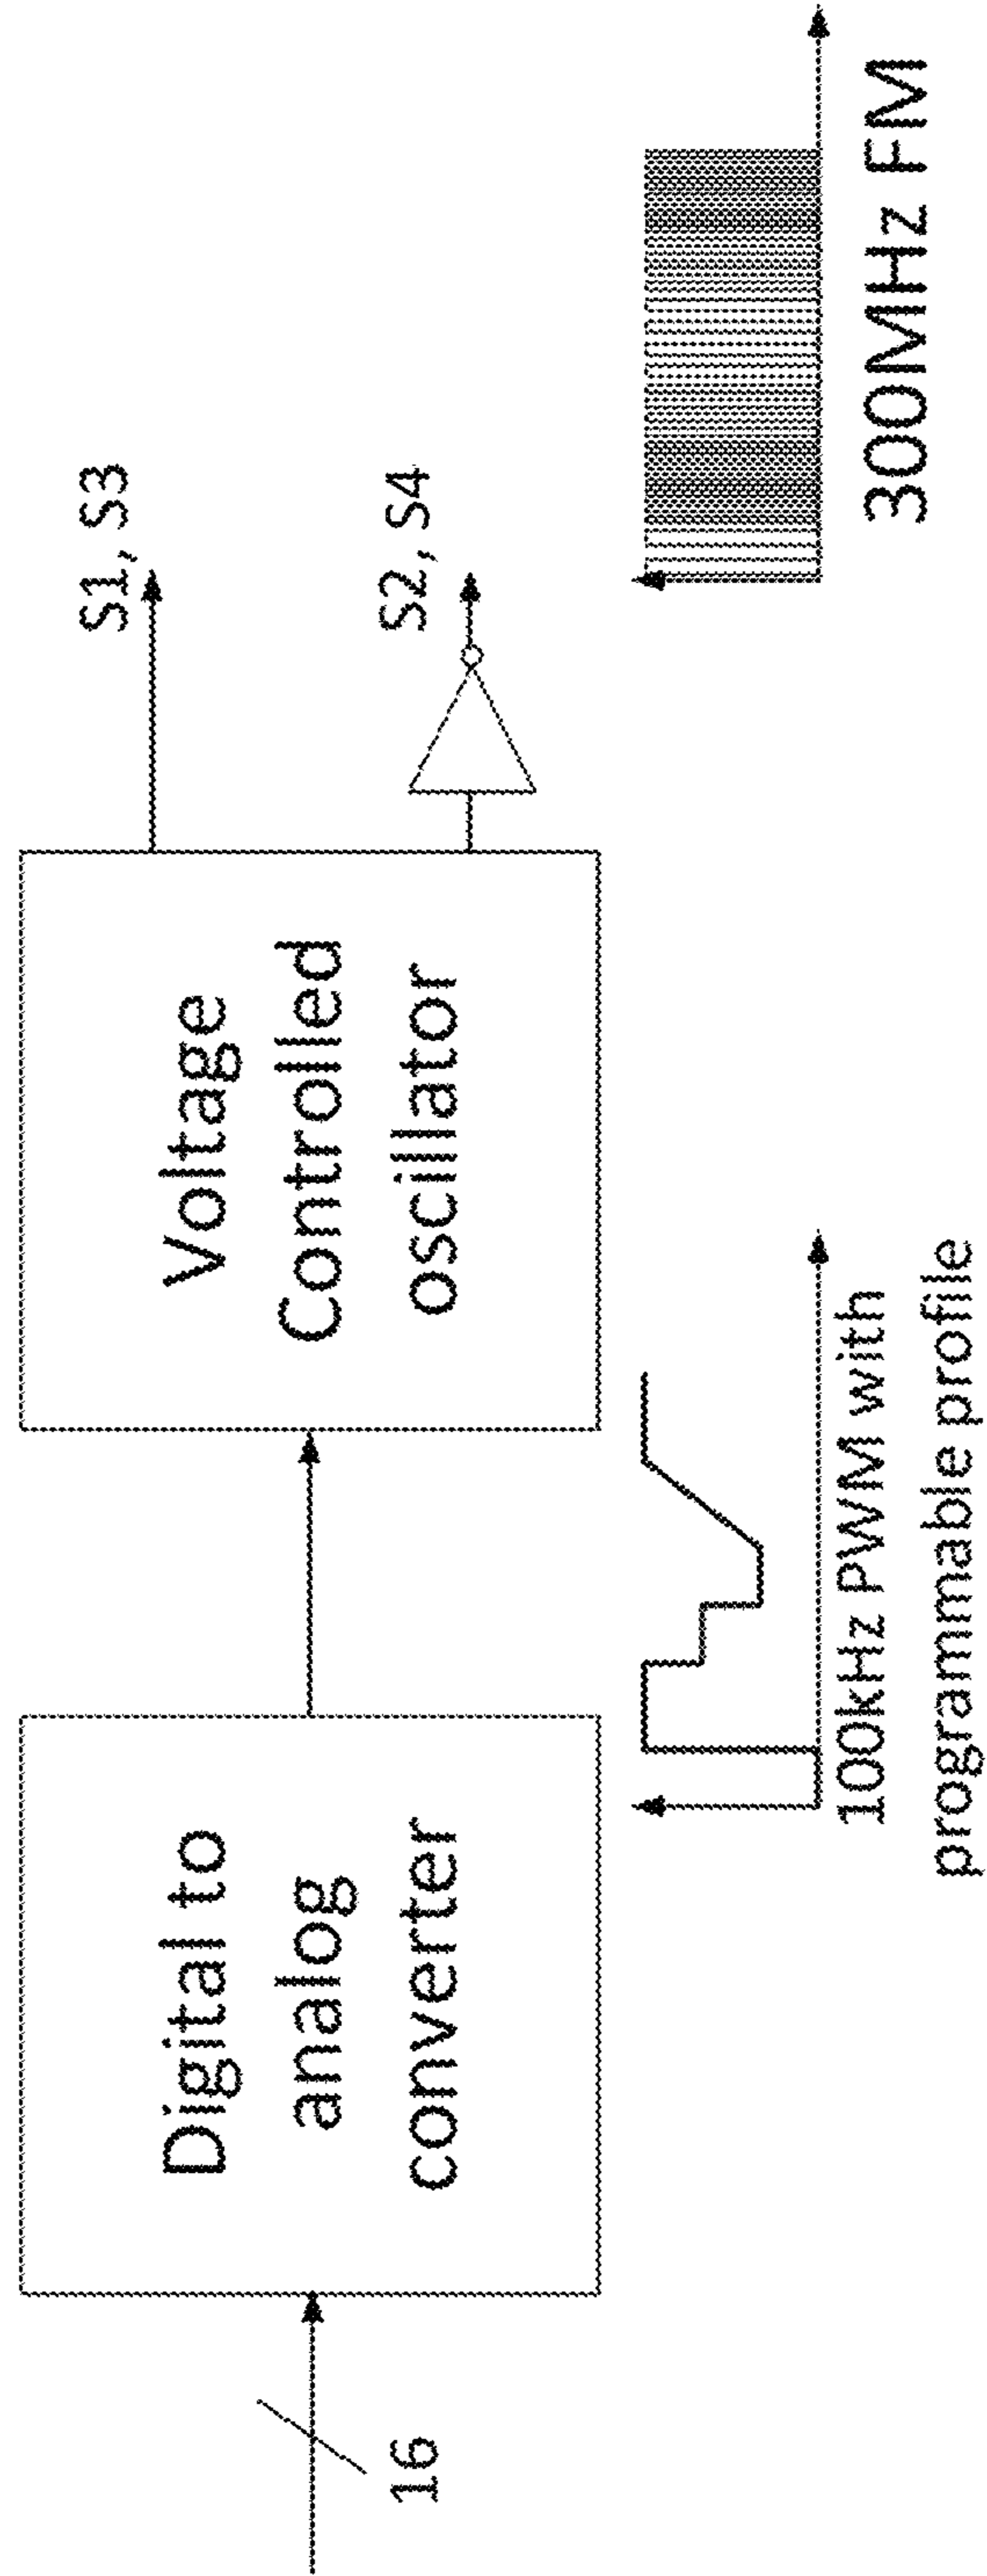 16
Digital to
analog
converter
Voltage
Controlled
oscillator
S1, S3
S2, S4
100kHz PWM with
programmable profile
300MHz FM